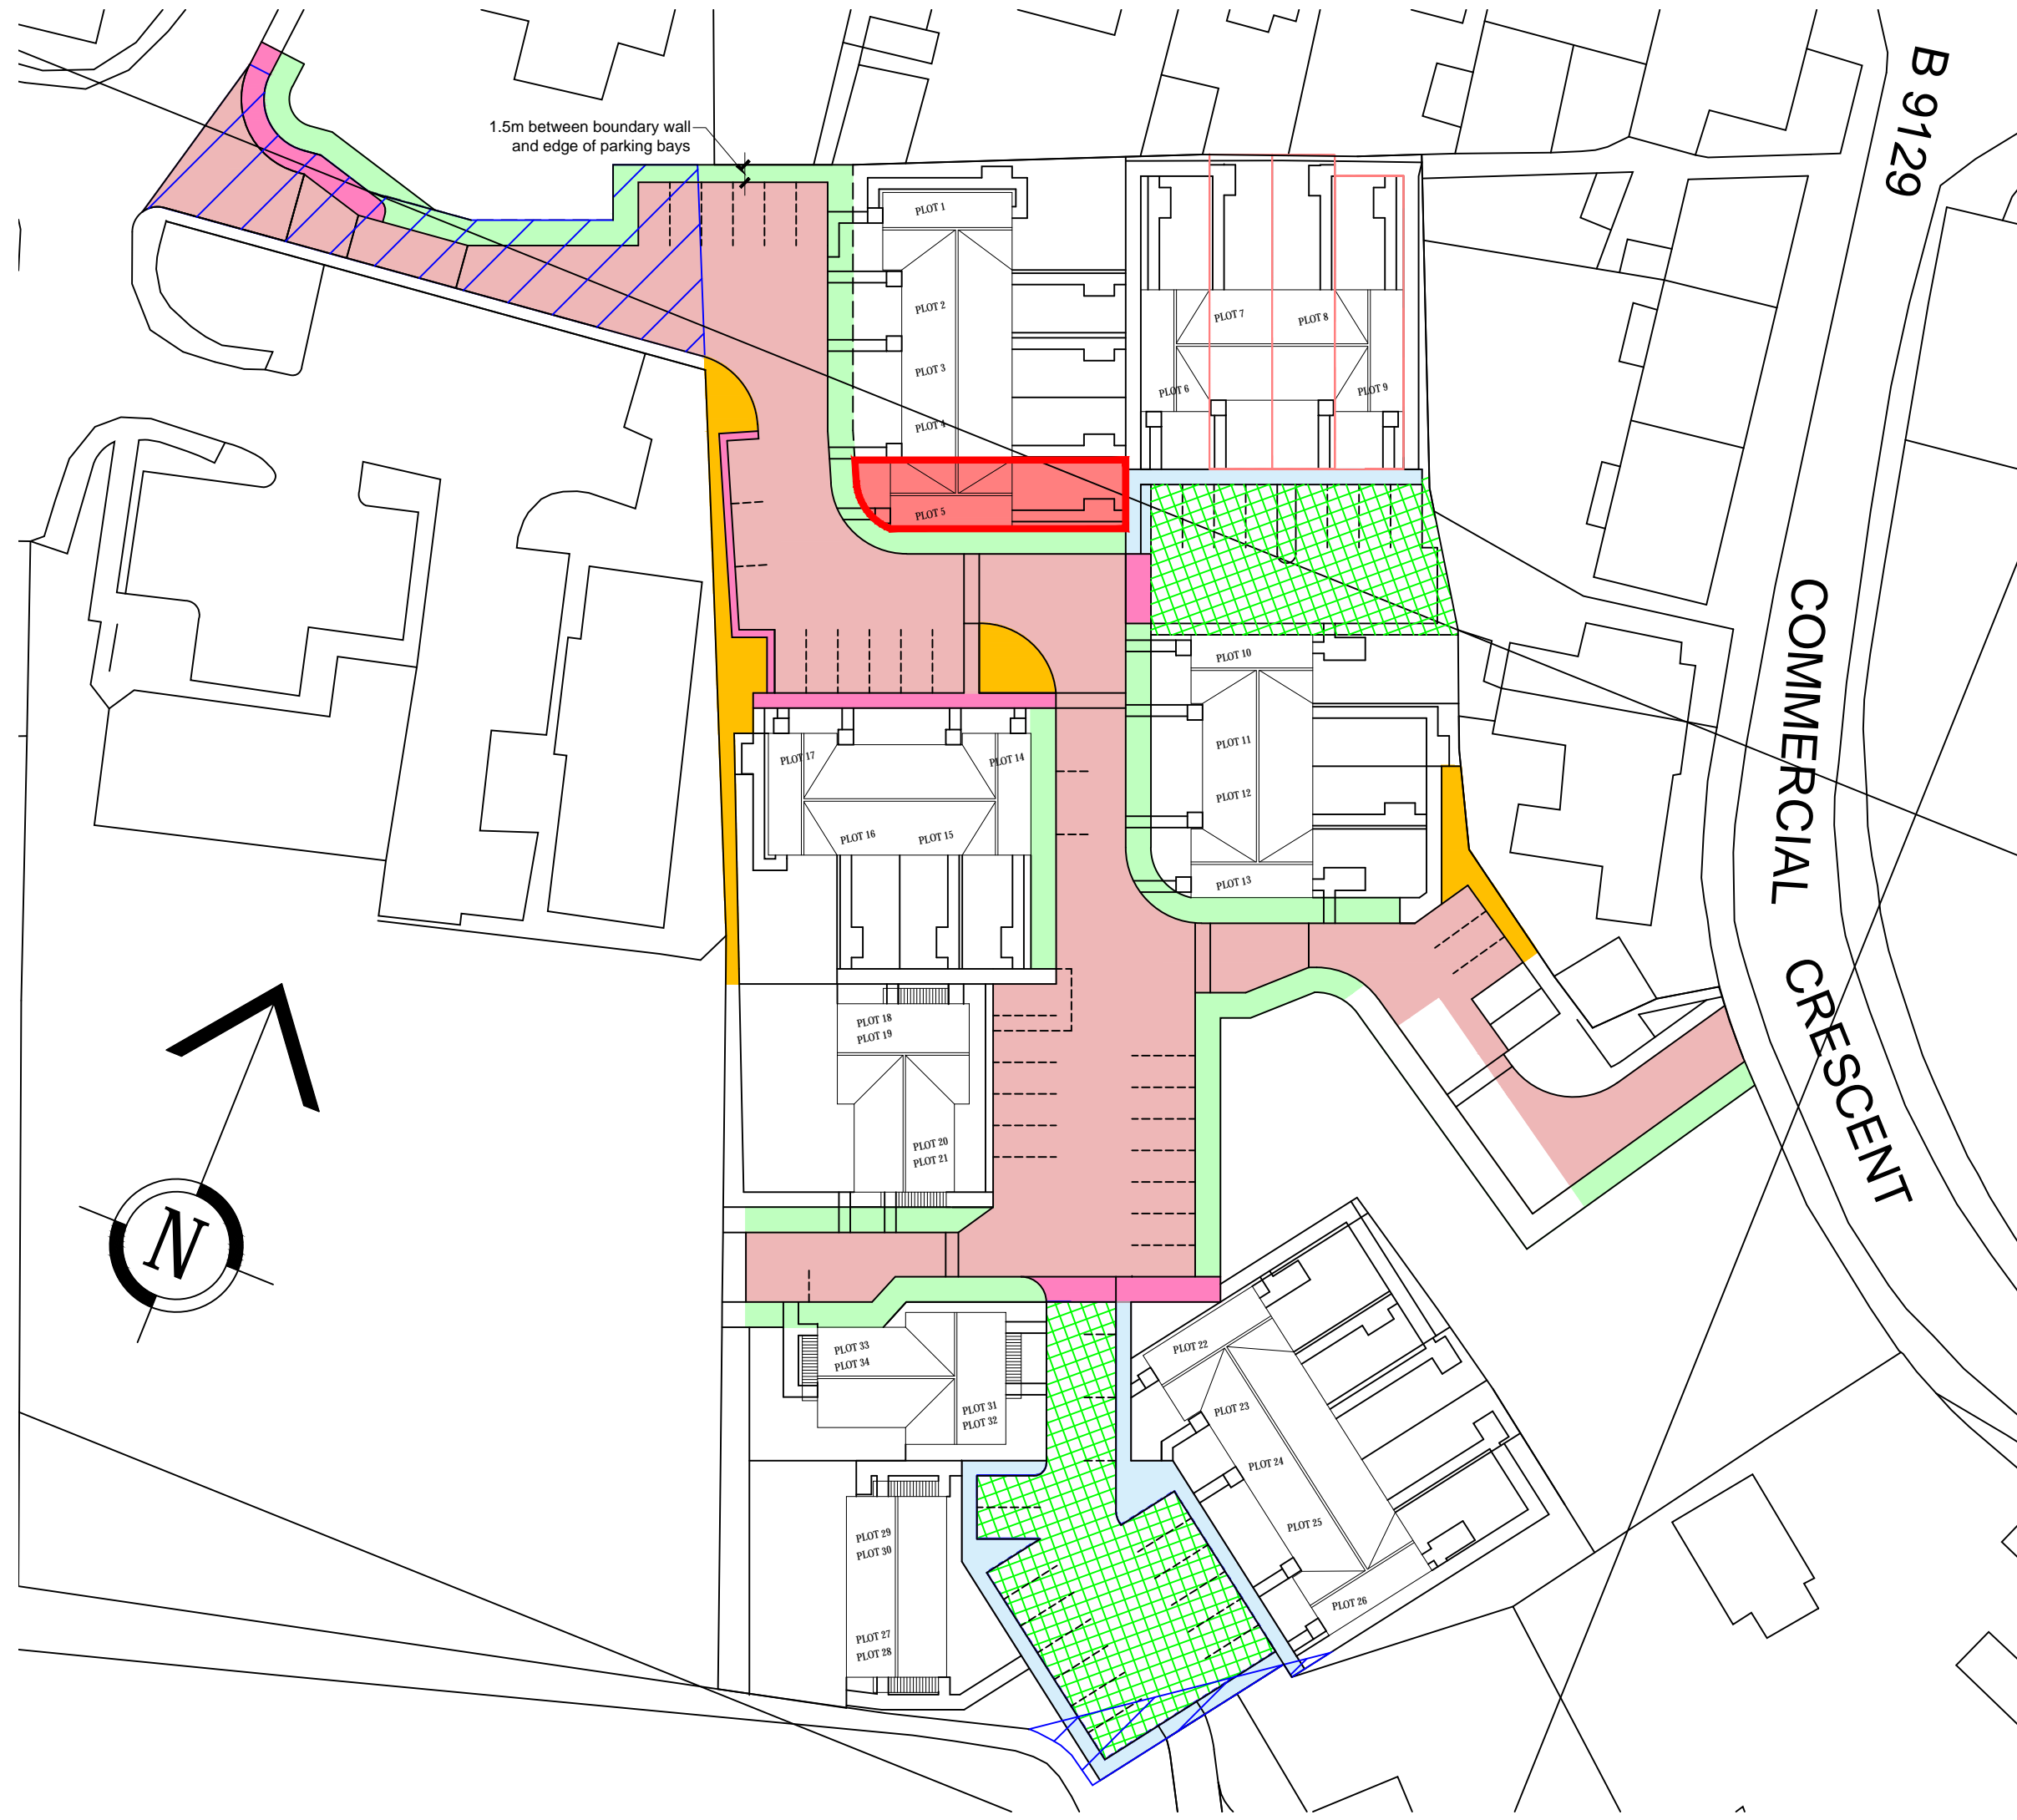 B 9129
1.5m between boundary wall
and edge of parking bays
PLOT 1
PLOT 2
PLOT 3
PLOT 4
PLOT 5
PLOT 7
PLOT 8
PLOT 6
PLOT 9
COMMERCIAL
CRESCENT
PLOT 10
PLOT 11
PLOT 12
PLOT 13
PLOT 17
PLOT 14
PLOT 16
PLOT 15
PLOT 18
PLOT 19
PLOT 20
PLOT 21
N
PLOT 22
PLOT 23
PLOT 24
PLOT 25
PLOT 26
PLOT 33
PLOT 34
PLOT 31
PLOT 32
PLOT 29
PLOT 30
PLOT 27
PLOT 28